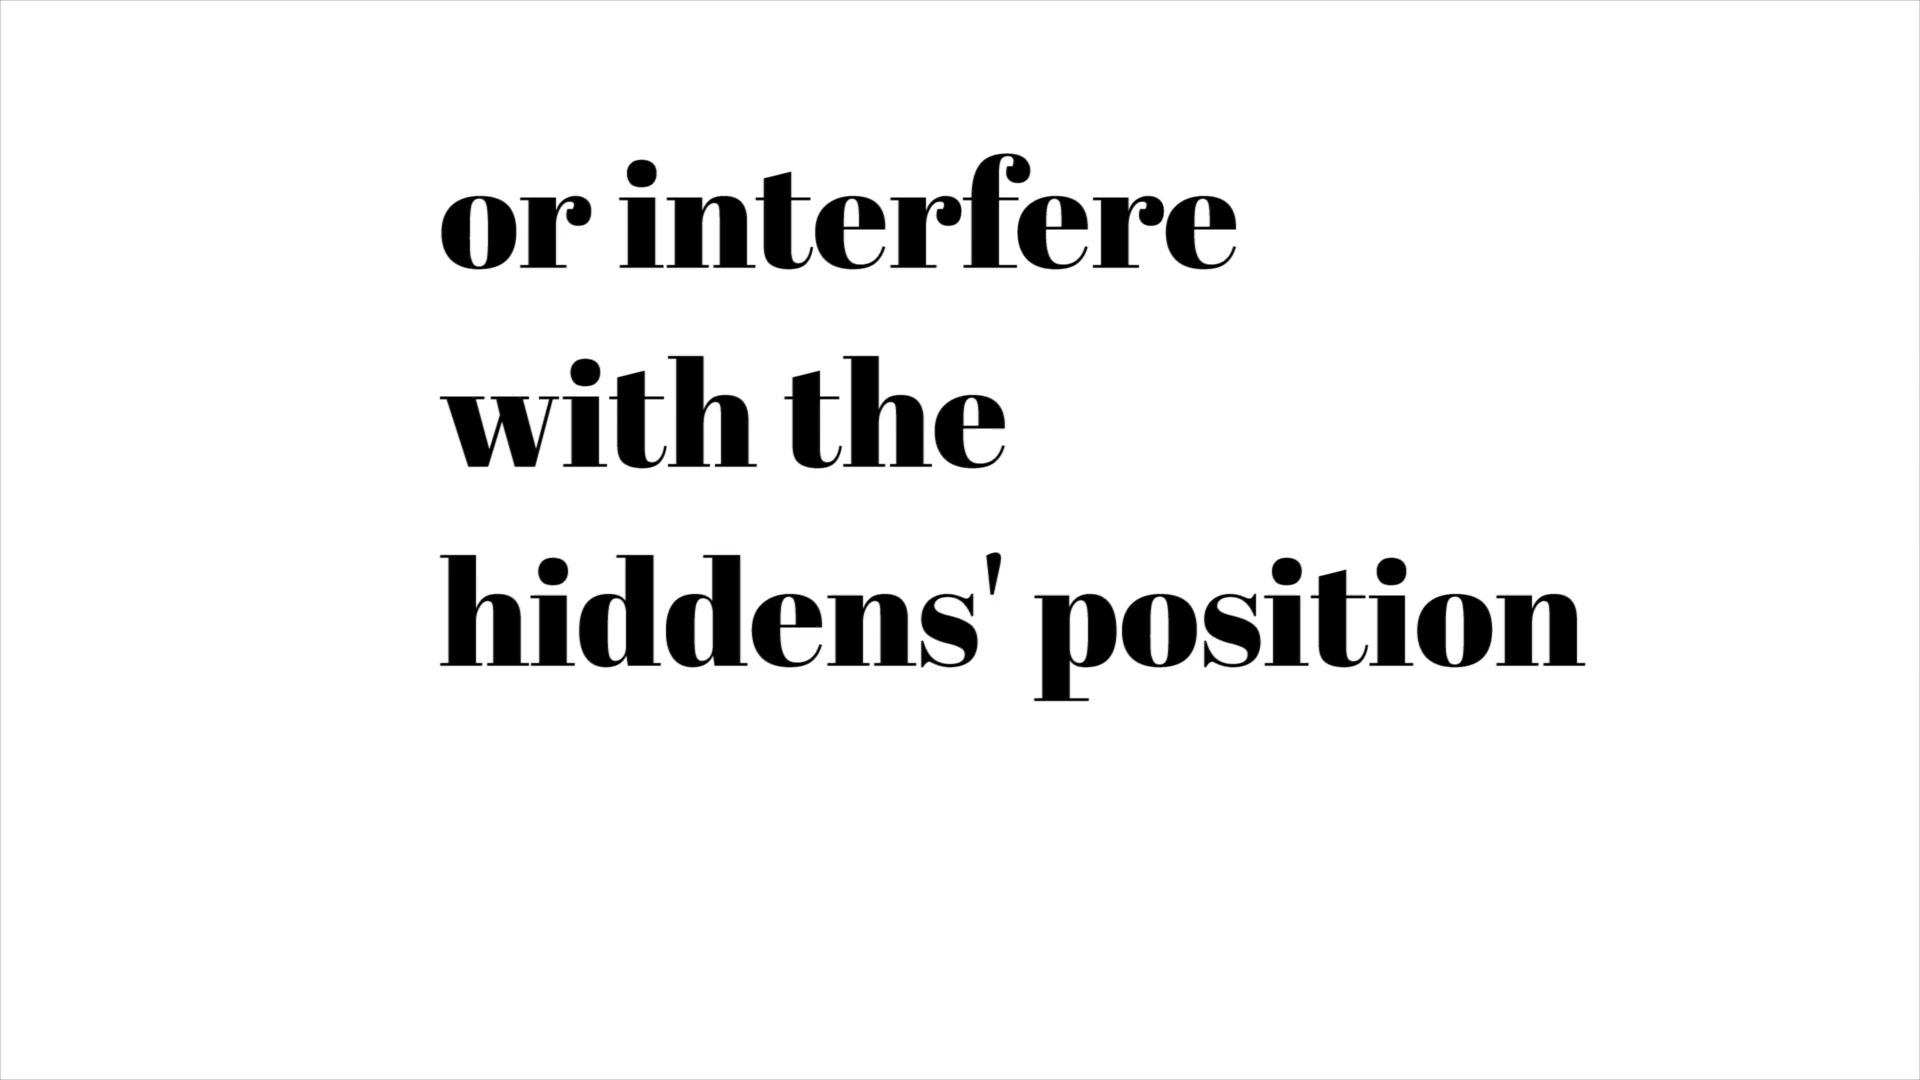 or interfere
with the
hiddens' position